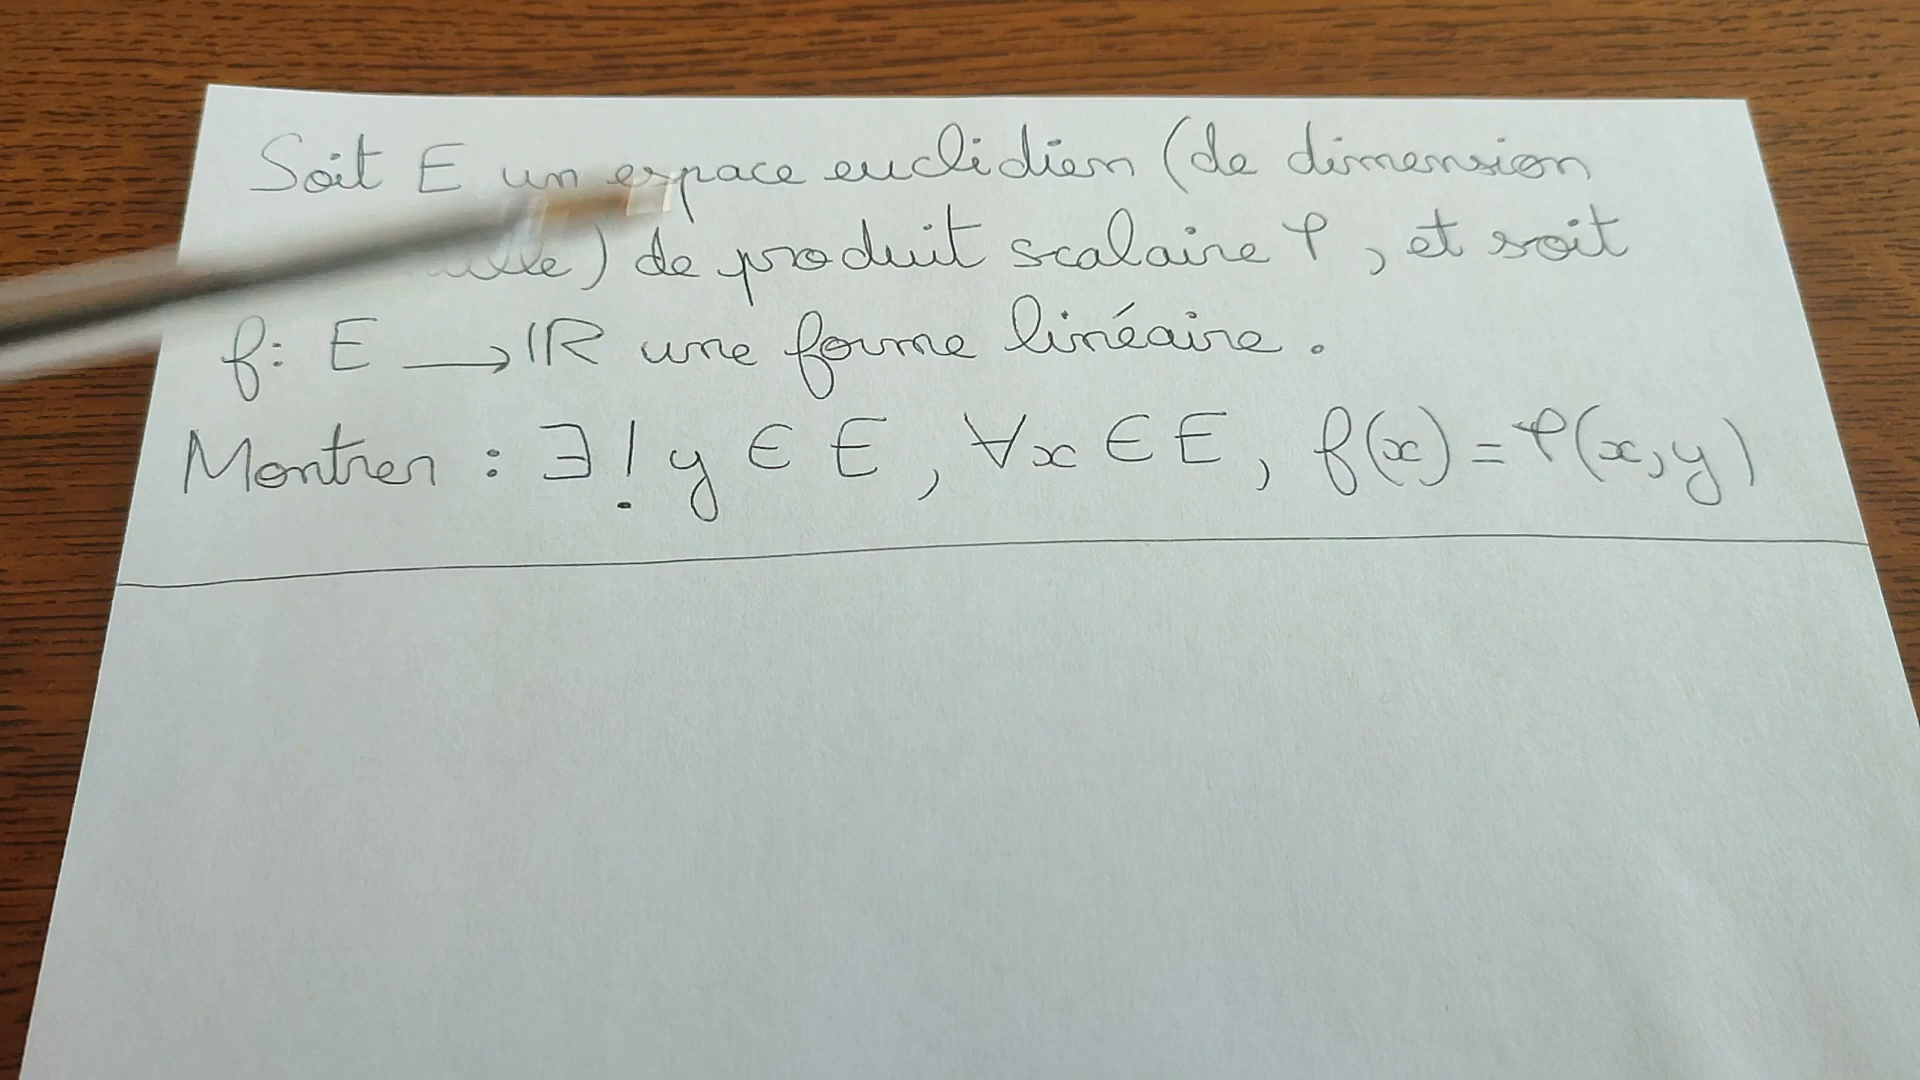 Soit E un espace euclidien (de dimension
) de produit scalaire φ, et soit
f: E → ℝ une forme linéaire.
Montrer : ∃! y ∈ E, ∀x ∈ E, f(x) = φ(x,y)